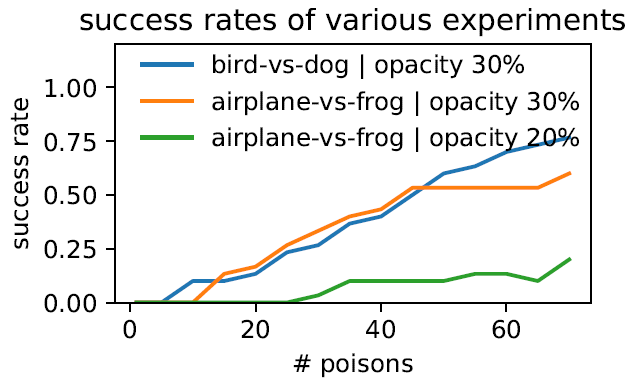 success rates of various experiments
bird-vs-dog | opacity 30%
airplane-vs-frog | opacity 30%
airplane-vs-frog | opacity 20%
success rate
1.00
0.75
0.50
0.25
0.00
0
20
40
60
# poisons